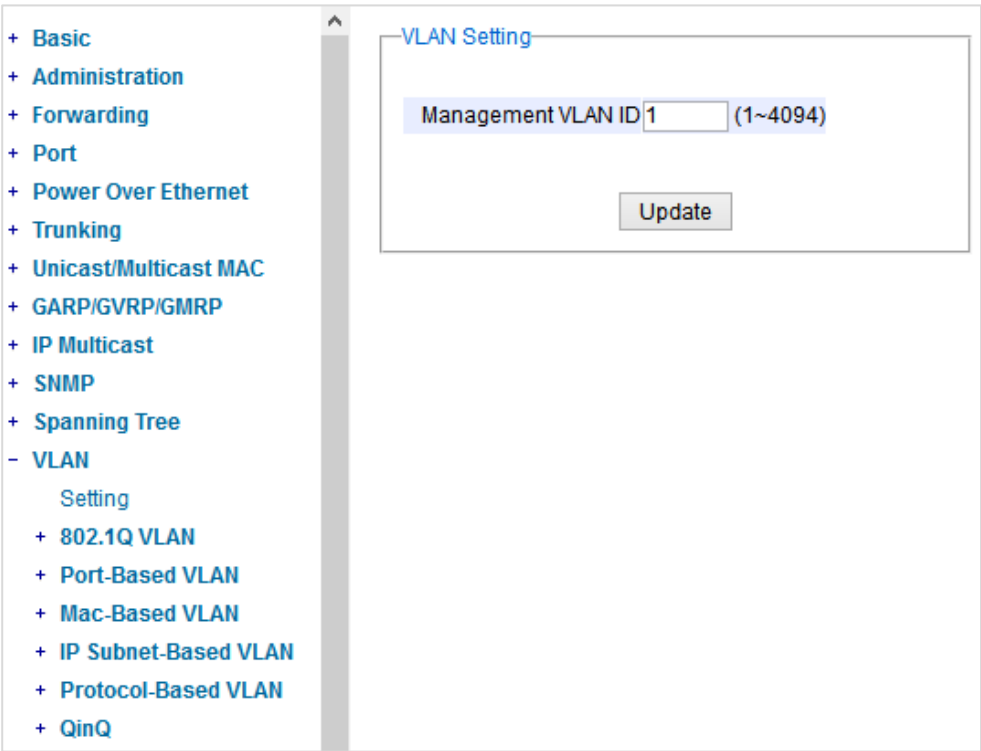 + Basic
+ Administration
+ Forwarding
+ Port
+ Power Over Ethernet
+ Trunking
+ Unicast/Multicast MAC
+ GARP/GVRP/GMRP
+ IP Multicast
+ SNMP
+ Spanning Tree
- VLAN
Setting
+ 802.1Q VLAN
+ Port-Based VLAN
+ Mac-Based VLAN
+ IP Subnet-Based VLAN
+ Protocol-Based VLAN
+ QinQ
VLAN Setting
Management VLAN ID 1 (1~4094)
Update